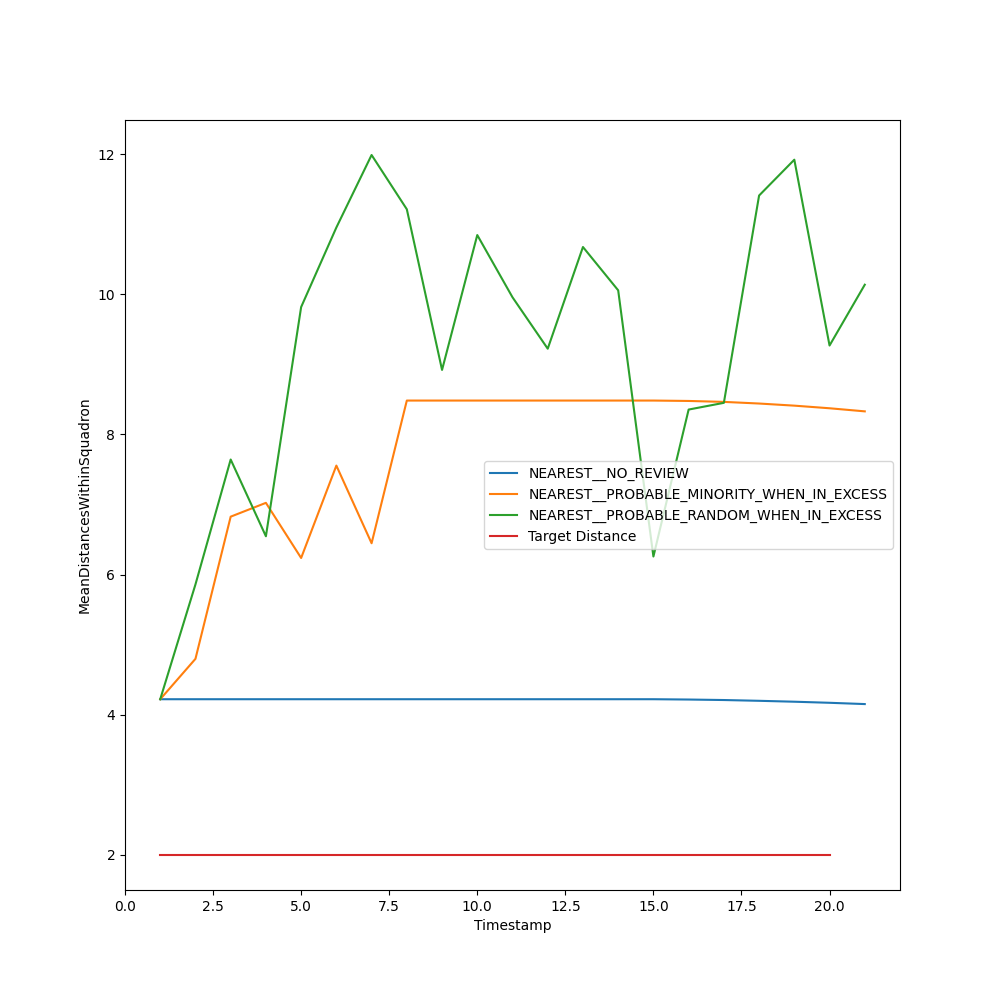 12
10
8
6
4
2
MeanDistancesWithinSquadron
NEAREST__NO_REVIEW
NEAREST__PROBABLE_MINORITY_WHEN_IN_EXCESS
NEAREST__PROBABLE_RANDOM_WHEN_IN_EXCESS
Target Distance
0.0 2.5 5.0 7.5 10.0 12.5 15.0 17.5 20.0
Timestamp